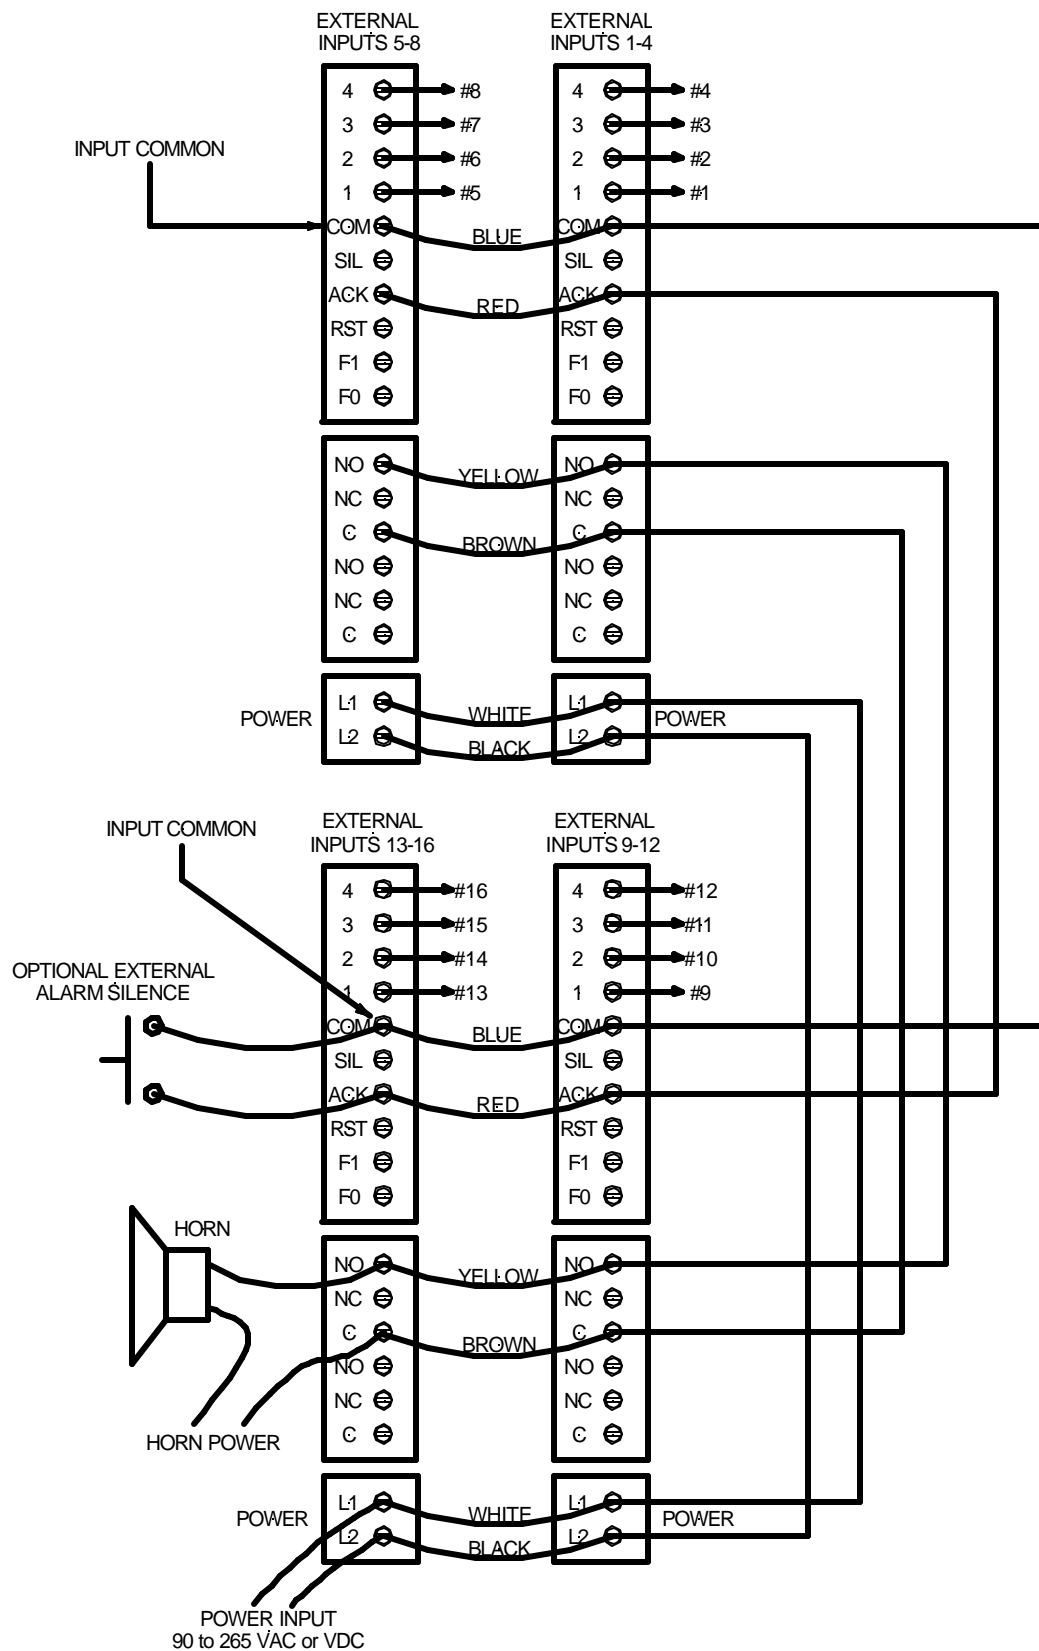 EXTERNAL
INPUTS 5-8
EXTERNAL
INPUTS 1-4
4 #8
3 #7
2 #6
1 #5
COM
SIL
ACK
RST
F1
F0
4 #4
3 #3
2 #2
1 #1
COM
SIL
ACK
RST
F1
F0
INPUT COMMON
BLUE
RED
NO
NC
C
NO
NC
C
YELLOW
BROWN
NO
NC
C
NO
NC
C
POWER
L1
L2
WHITE
BLACK
L1
L2
POWER
INPUT COMMON
EXTERNAL
INPUTS 13-16
EXTERNAL
INPUTS 9-12
4 #16
3 #15
2 #14
1 #13
COM
SIL
ACK
RST
F1
F0
4 #12
3 #11
2 #10
1 #9
COM
SIL
ACK
RST
F1
F0
OPTIONAL EXTERNAL
ALARM SILENCE
BLUE
RED
HORN
NO
NC
C
NO
NC
C
YELLOW
BROWN
NO
NC
C
NO
NC
C
HORN POWER
POWER
L1
L2
WHITE
BLACK
L1
L2
POWER
POWER INPUT
90 to 265 VAC or VDC